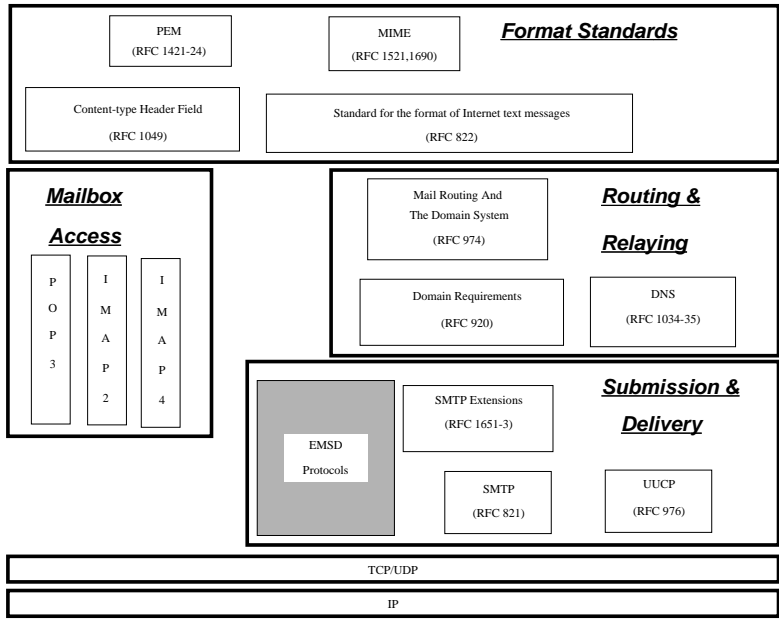 Format Standards
PEM
(RFC 1421-24)
MIME
(RFC 1521,1690)
Content-type Header Field
(RFC 1049)
Standard for the format of Internet text messages
(RFC 822)
Mailbox
Access
P
O
P
3
I
M
A
P
2
I
M
A
P
4
Routing &
Relaying
Mail Routing And
The Domain System
(RFC 974)
Domain Requirements
(RFC 920)
DNS
(RFC 1034-35)
Submission &
Delivery
EMSD
Protocols
SMTP Extensions
(RFC 1651-3)
SMTP
(RFC 821)
UUCP
(RFC 976)
TCP/UDP
IP